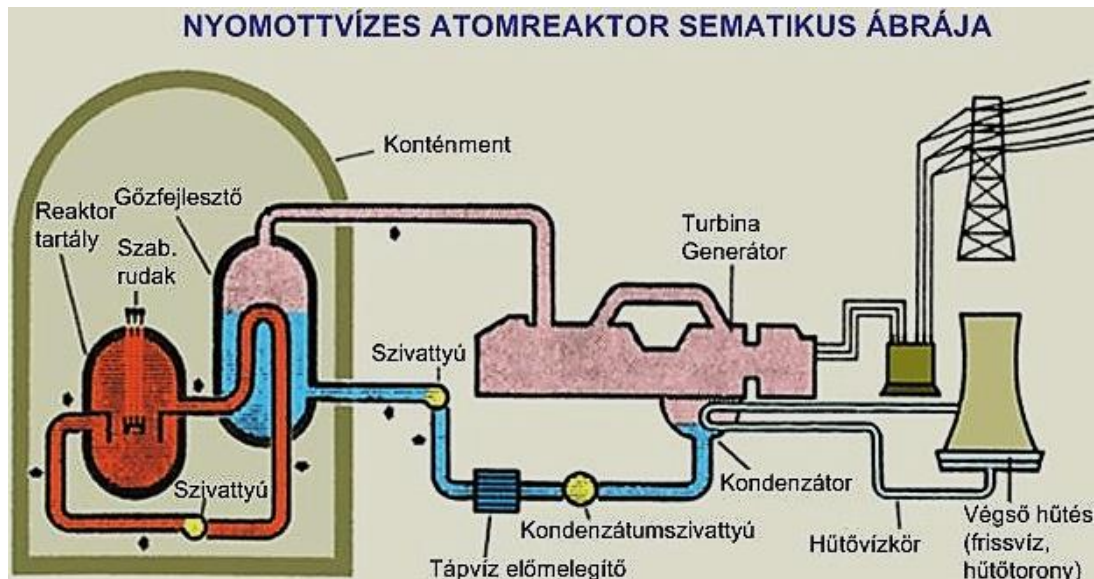 NYOMOTTVÍZES ATOMREAKTOR SEMATIKUS ÁBRÁJA
Konténment
Gőzfejlesztő
Reaktor
tartály
Szab.
rudak
Turbina
Generátor
Szivattyú
Szivattyú
Kondenzátor
Kondenzátumszivattyú
Tápvíz előmelegítő
Hűtővízkör
Végső hűtés
(frissvíz,
hűtőtorony)